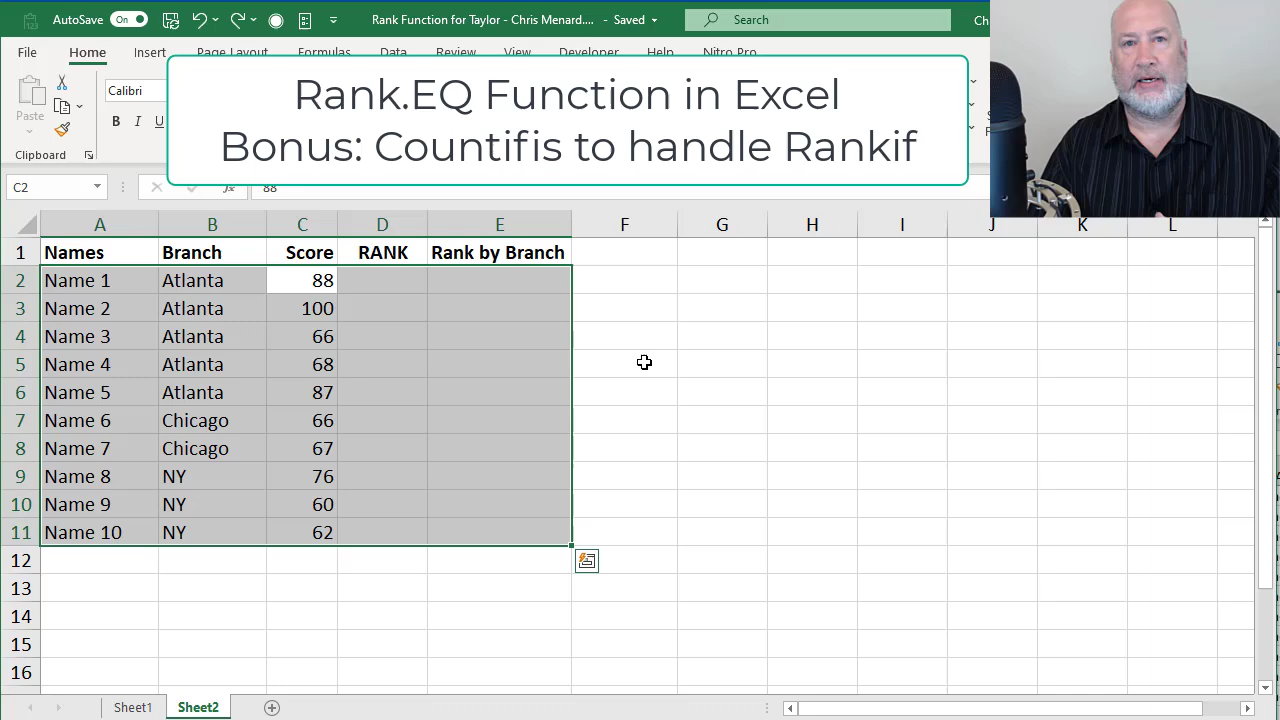 AutoSave On Rank Function for Taylor - Chris Menard.... - Saved Search Ch
File Home Insert Page Layout Formulas Data Review View Developer Help Nitro Pro
Rank.EQ Function in Excel
Bonus: Countifis to handle Rankif
Paste Calibri
B I U
Clipboard
C2 88
A B C D E F G H I J K L
1 Names Branch Score RANK Rank by Branch
2 Name 1 Atlanta 88
3 Name 2 Atlanta 100
4 Name 3 Atlanta 66
5 Name 4 Atlanta 68
6 Name 5 Atlanta 87
7 Name 6 Chicago 66
8 Name 7 Chicago 67
9 Name 8 NY 76
10 Name 9 NY 60
11 Name 10 NY 62
12
13
14
15
16
Sheet1 Sheet2